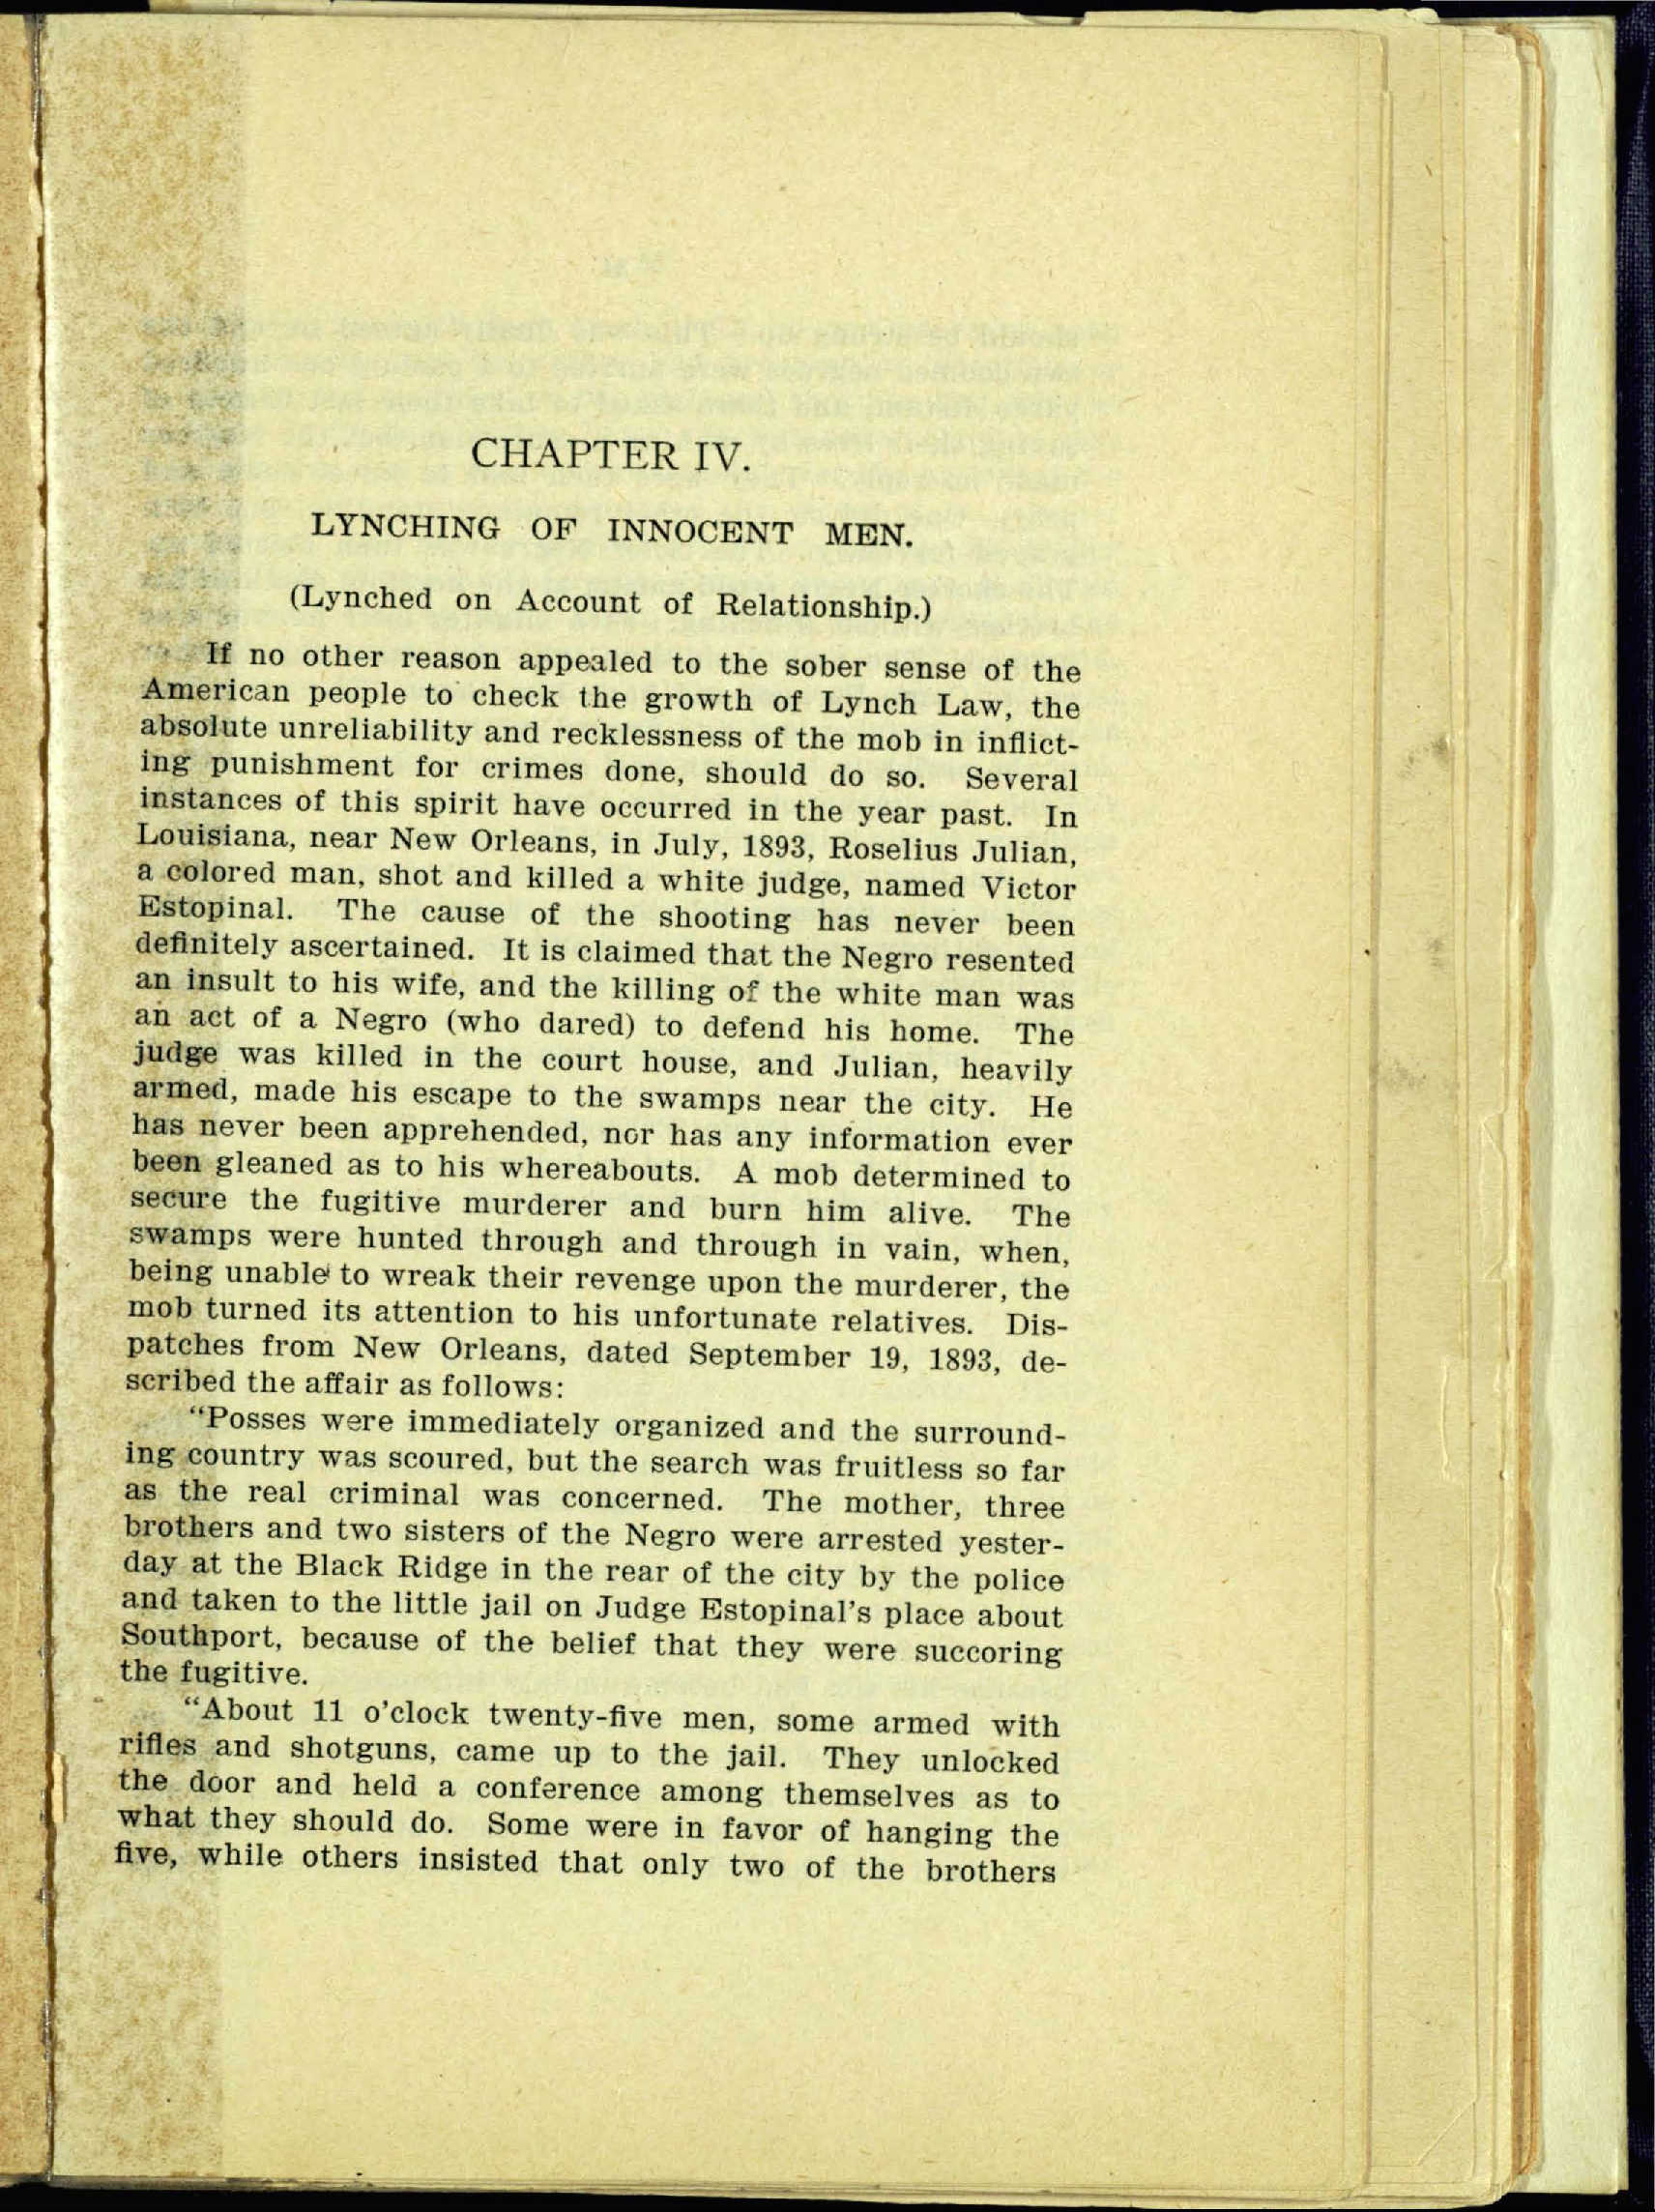 CHAPTER IV.
LYNCHING OF INNOCENT MEN.
(Lynched on Account of Relationship.)
If no other reason appealed to the sober sense of the
American people to check the growth of Lynch Law, the
absolute unreliability and recklessness of the mob in inflict-
ing punishment for crimes done, should do so. Several
instances of this spirit have occurred in the year past. In
Louisiana, near New Orleans, in July, 1893, Roselius Julian,
a colored man, shot and killed a white judge, named Victor
Estopinal. The cause of the shooting has never been
definitely ascertained. It is claimed that the Negro resented
an insult to his wife, and the killing of the white man was
an act of a Negro (who dared) to defend his home. The
judge was killed in the court house, and Julian, heavily
armed, made his escape to the swamps near the city. He
has never been apprehended, nor has any information ever
been gleaned as to his whereabouts. A mob determined to
secure the fugitive murderer and burn him alive. The
swamps were hunted through and through in vain, when,
being unable to wreak their revenge upon the murderer, the
mob turned its attention to his unfortunate relatives. Dis-
patches from New Orleans, dated September 19, 1893, de-
scribed the affair as follows:
"Posses were immediately organized and the surround-
ing country was scoured, but the search was fruitless so far
as the real criminal was concerned. The mother, three
brothers and two sisters of the Negro were arrested yester-
day at the Black Ridge in the rear of the city by the police
and taken to the little jail on Judge Estopinal's place about
Southport, because of the belief that they were succoring
the fugitive.
"About 11 o'clock twenty-five men, some armed with
rifles and shotguns, came up to the jail. They unlocked
the door and held a conference among themselves as to
what they should do. Some were in favor of hanging the
five, while others insisted that only two of the brothers